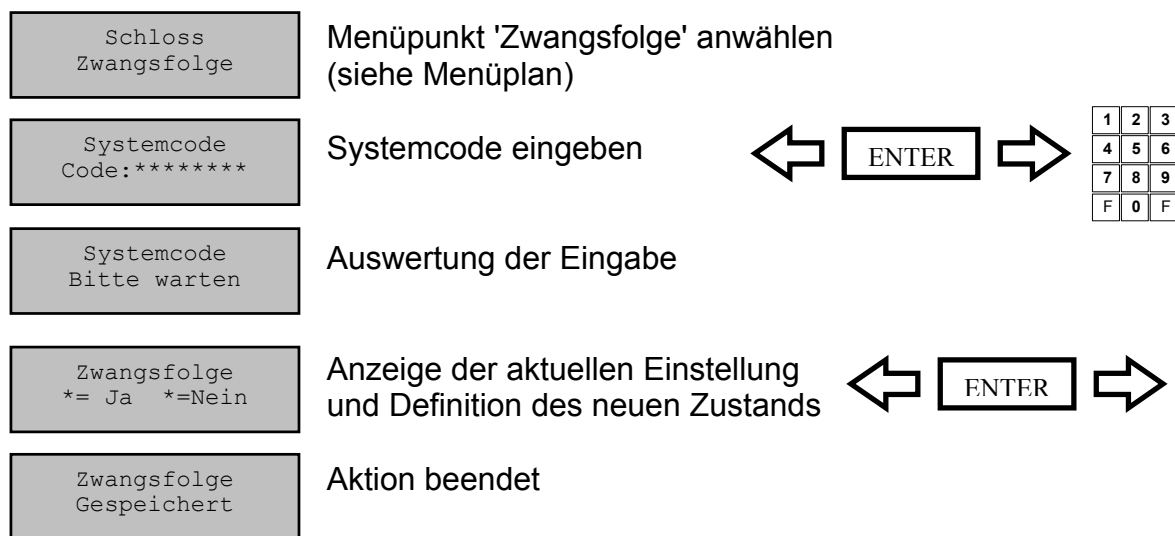 Schloss
Zwangsfolge
Menüpunkt 'Zwangsfolge' anwählen
(siehe Menüplan)
Systemcode
Code:********
Systemcode eingeben
ENTER
1 2 3
4 5 6
7 8 9
F 0 F
Systemcode
Bitte warten
Auswertung der Eingabe
Zwangsfolge
*= Ja *=Nein
Anzeige der aktuellen Einstellung
und Definition des neuen Zustands
ENTER
Zwangsfolge
Gespeichert
Aktion beendet